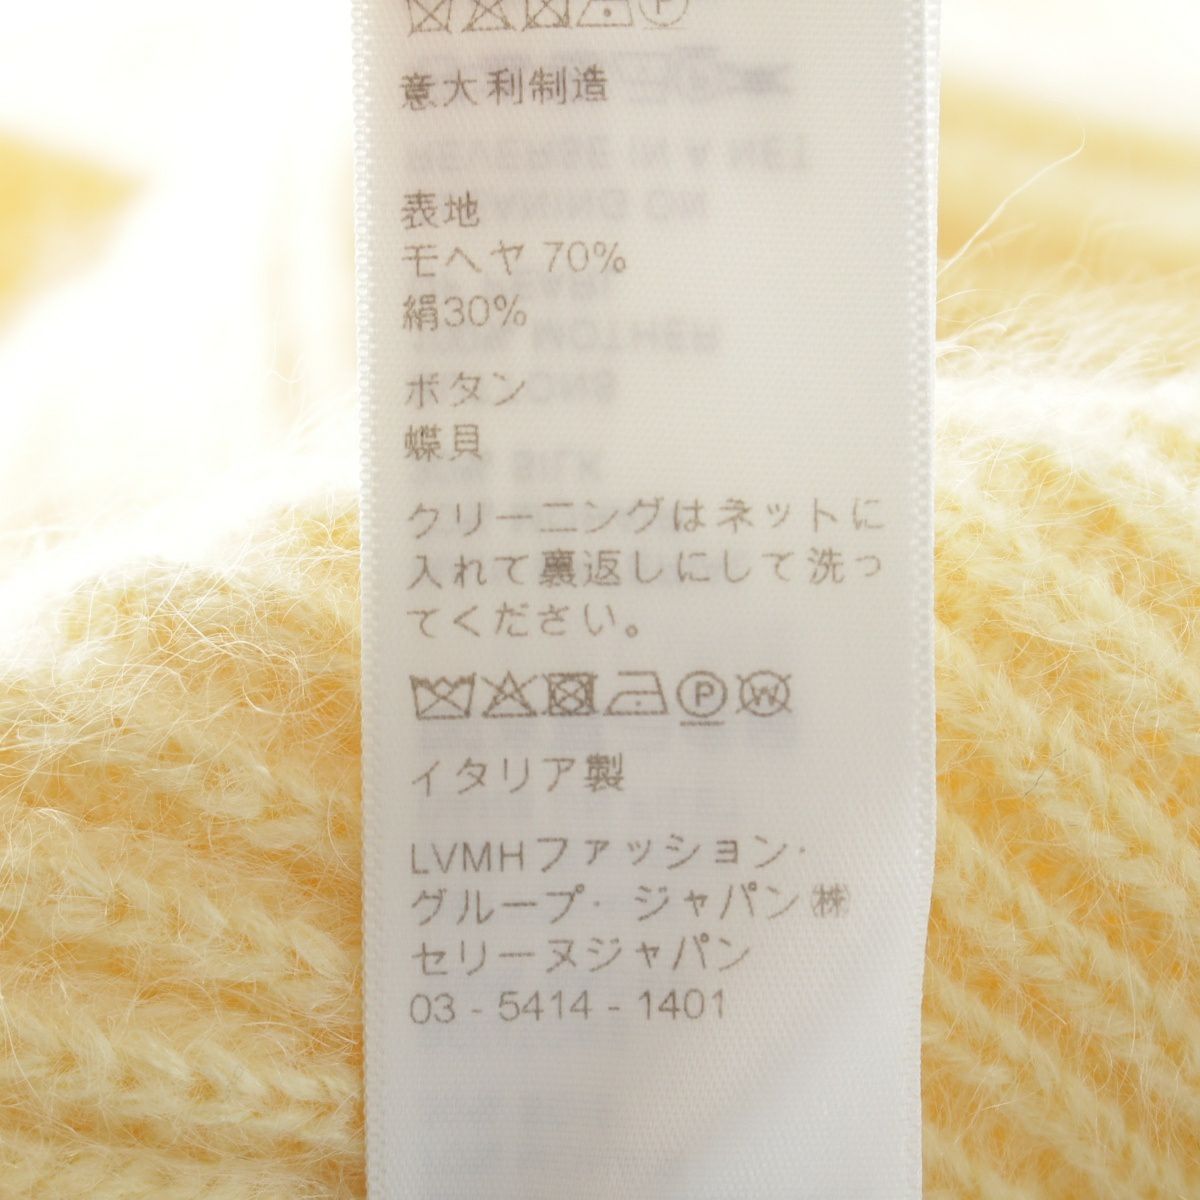 意大利制造
表地
モヘヤ 70%
絹30%
ボタン
蝶貝
クリーニングはネットに
入れて裏返しにして洗っ
てください。
P W
イタリア製
LVMHファッション・
グループ・ジャパン㈱
セリーヌジャパン
03 - 5414 - 1401